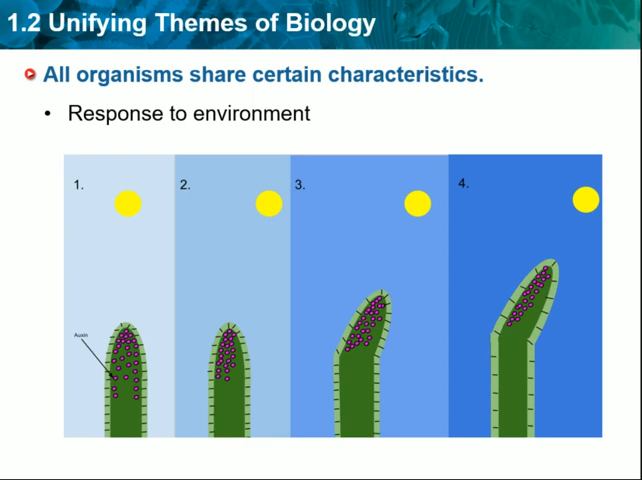 1.2 Unifying Themes of Biology
All organisms share certain characteristics.
• Response to environment
1.
2.
3.
4.
Auxin